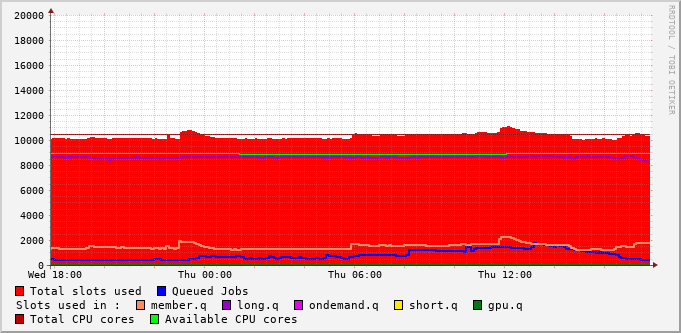 20000
18000
16000
14000
12000
10000
8000
6000
4000
2000
0
Wed 18:00 Thu 00:00 Thu 06:00 Thu 12:00
Total slots used Queued Jobs
Slots used in : member.q long.q ondemand.q short.q gpu.q
Total CPU cores Available CPU cores
RRDTOOL / TOBI OETIKER